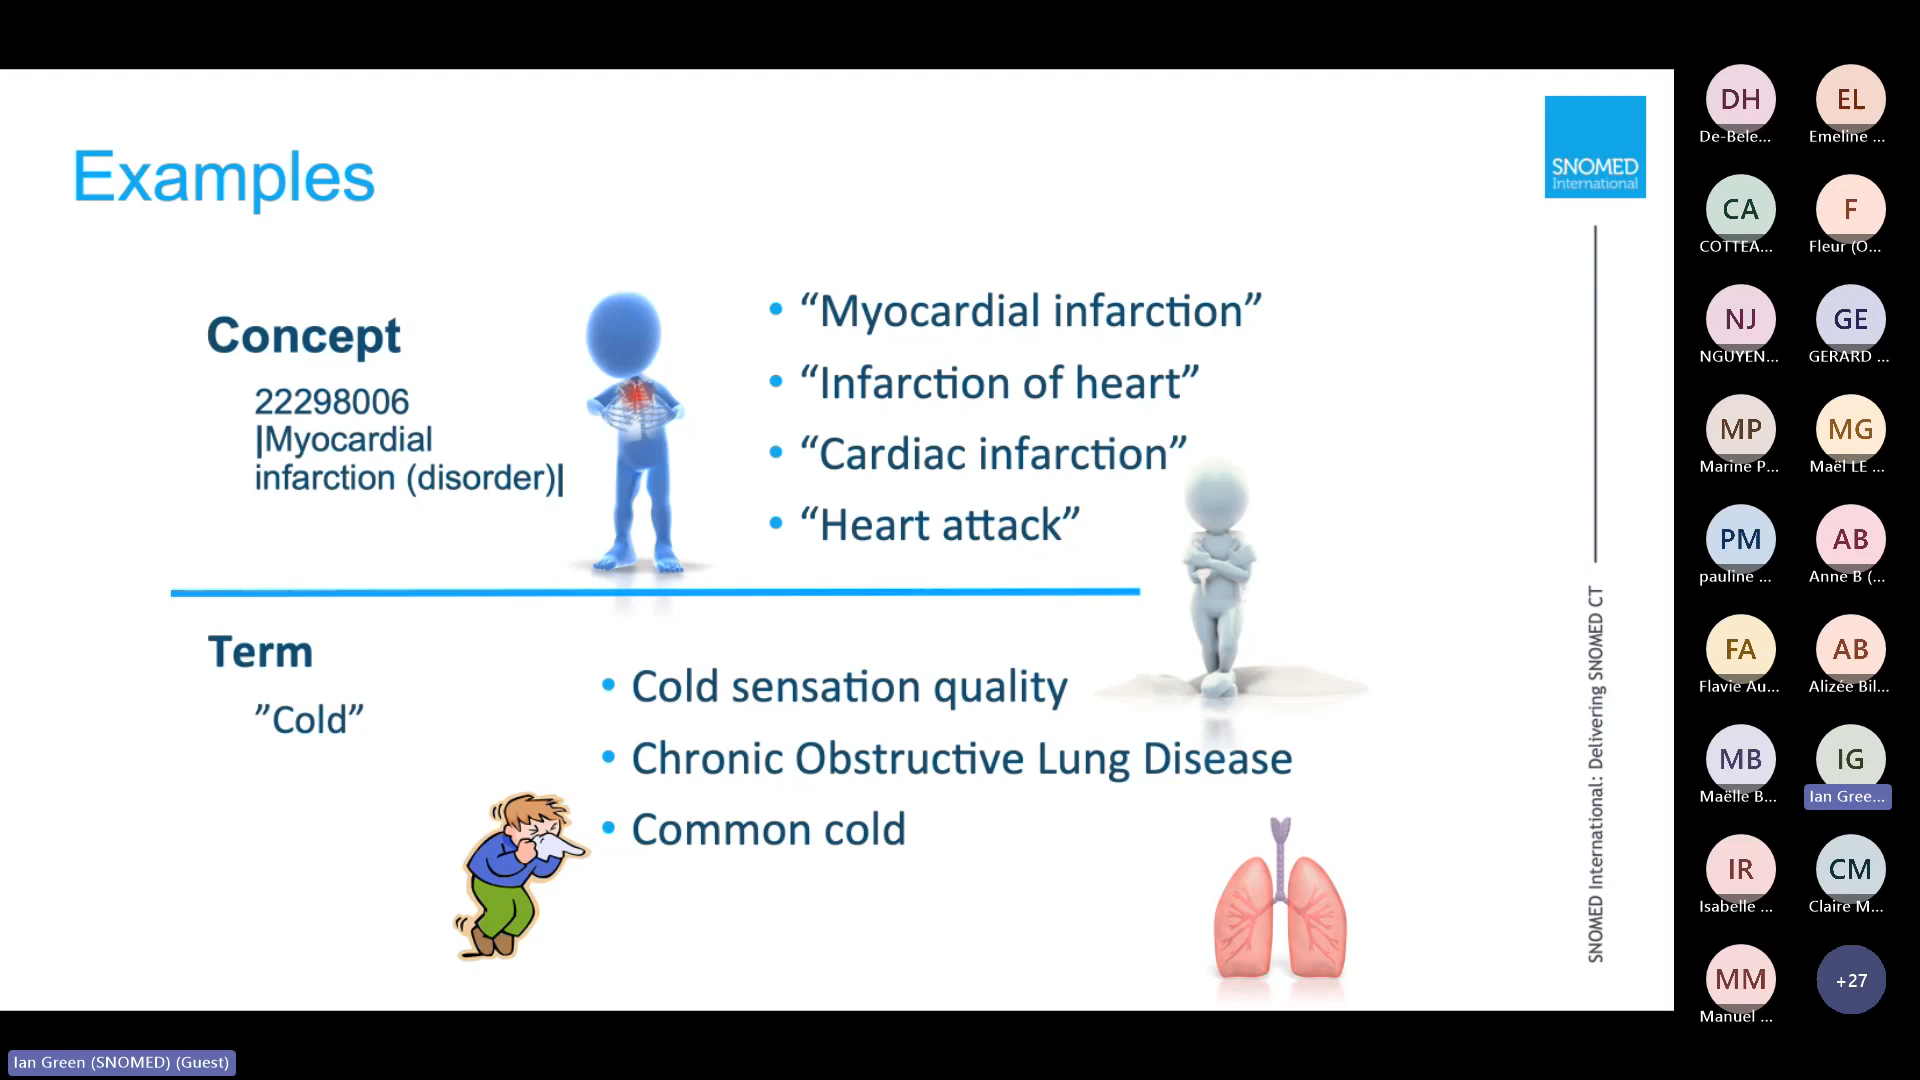 Examples
SNOMED
International
Concept
22298006
|Myocardial
infarction (disorder)|
• “Myocardial infarction”
• “Infarction of heart”
• “Cardiac infarction”
• “Heart attack”
Term
”Cold”
• Cold sensation quality
• Chronic Obstructive Lung Disease
• Common cold
SNOMED International: Delivering SNOMED CT
DH
De-Bele...
EL
Emeline ...
CA
COTTEA...
F
Fleur (O...
NJ
NGUYEN...
GE
GERARD ...
MP
Marine P...
MG
Maël LE ...
PM
pauline ...
AB
Anne B (...
FA
Flavie Au...
AB
Alizée Bil...
MB
Maëlle B...
IG
Ian Gree...
IR
Isabelle ...
CM
Claire M...
MM
Manuel ...
+27
Ian Green (SNOMED) (Guest)